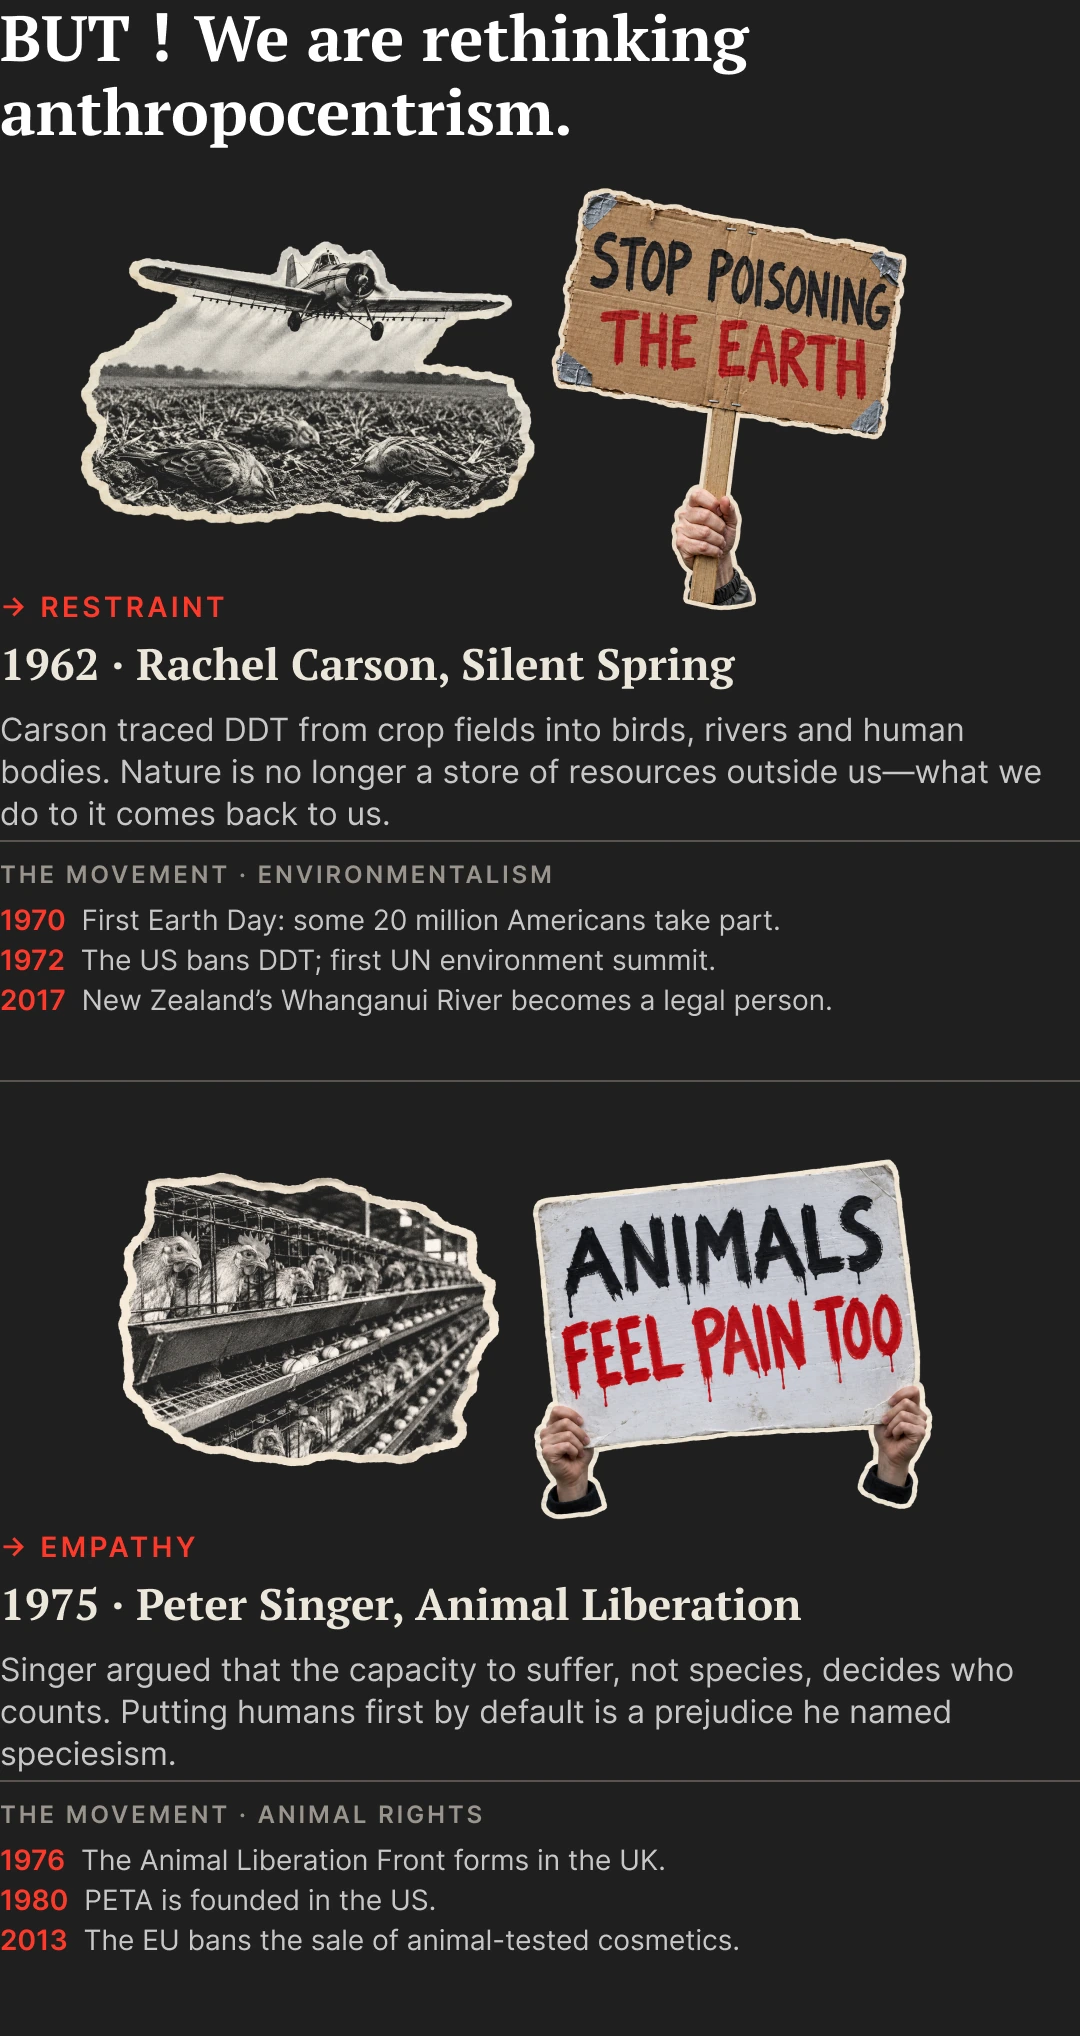 BUT ! We are rethinking
anthropocentrism.
STOP POISONING
THE EARTH
→ RESTRAINT
1962 · Rachel Carson, Silent Spring
Carson traced DDT from crop fields into birds, rivers and human
bodies. Nature is no longer a store of resources outside us—what we
do to it comes back to us.
THE MOVEMENT · ENVIRONMENTALISM
1970 First Earth Day: some 20 million Americans take part.
1972 The US bans DDT; first UN environment summit.
2017 New Zealand’s Whanganui River becomes a legal person.
ANIMALS
FEEL PAIN TOO
→ EMPATHY
1975 · Peter Singer, Animal Liberation
Singer argued that the capacity to suffer, not species, decides who
counts. Putting humans first by default is a prejudice he named
speciesism.
THE MOVEMENT · ANIMAL RIGHTS
1976 The Animal Liberation Front forms in the UK.
1980 PETA is founded in the US.
2013 The EU bans the sale of animal-tested cosmetics.